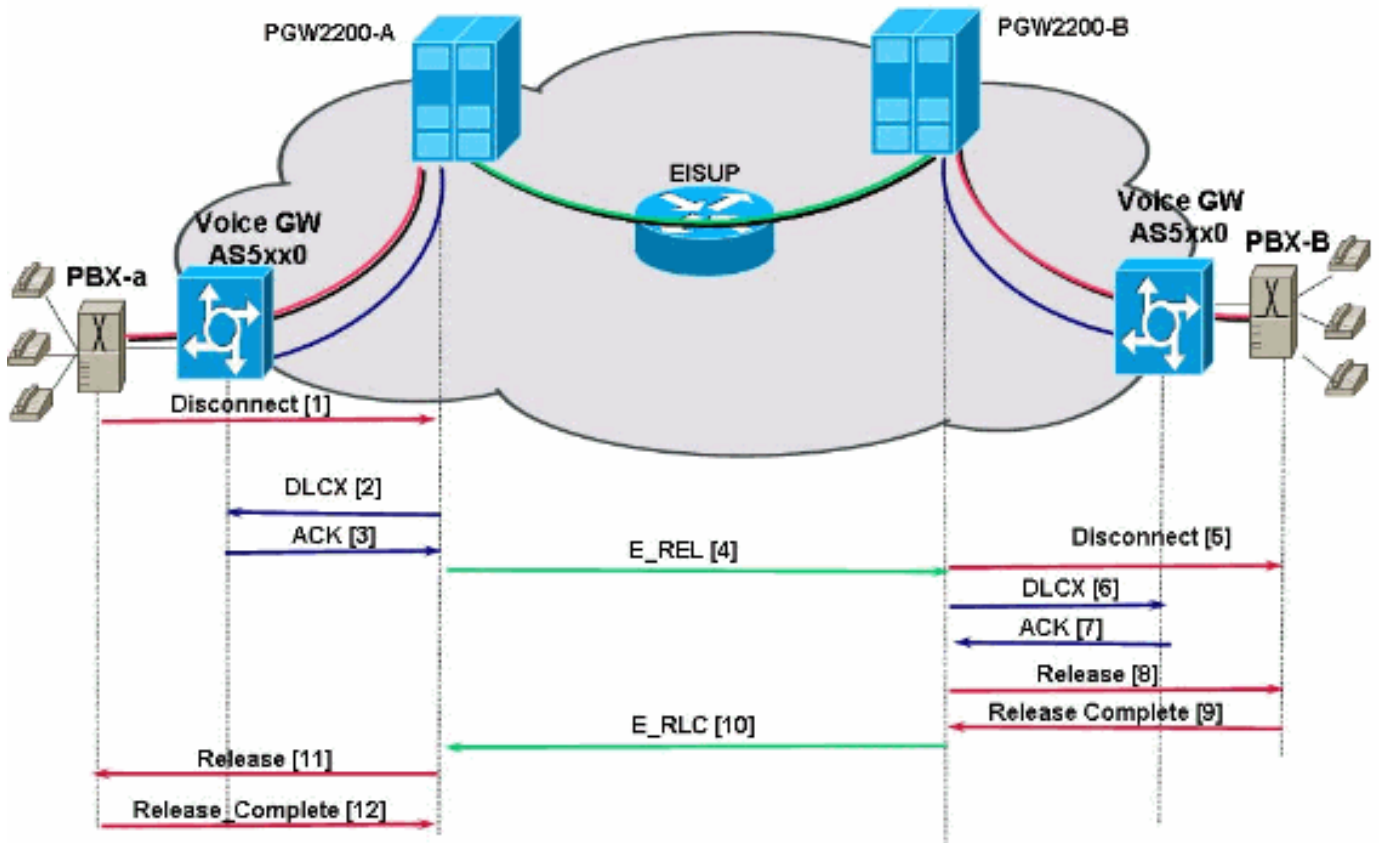 PGW2200-A
PGW2200-B
EISUP
Voice GW
AS5xx0
Voice GW
AS5xx0
PBX-a
PBX-B
Disconnect [1]
DLCX [2]
ACK [3]
E_REL [4]
Disconnect [5]
DLCX [6]
ACK [7]
Release [8]
Release Complete [9]
E_RLC [10]
Release [11]
Release_Complete [12]